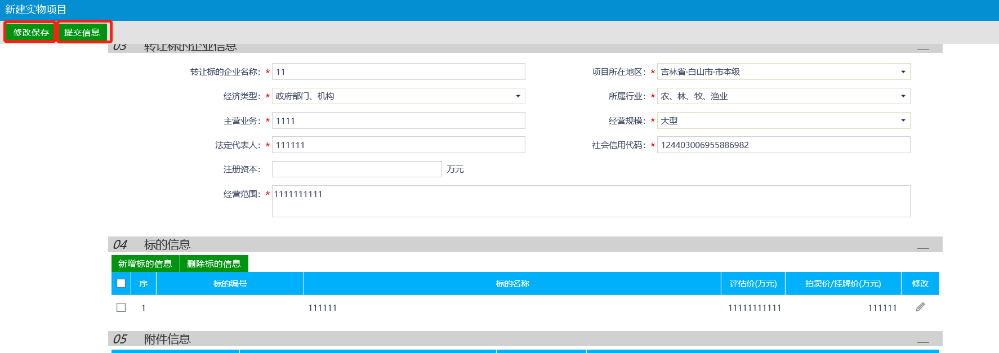 新建实物项目
修改保存 提交信息
03 转让标的企业信息
转让标的企业名称：* 11 项目所在地区：* 吉林省·白山市·市本级
经济类型：* 政府部门、机构 所属行业：* 农、林、牧、渔业
主营业务：* 1111 经营规模：* 大型
法定代表人：* 111111 社会信用代码：* 124403006955886982
注册资本： 万元
经营范围：* 1111111111
04 标的信息
新增标的信息 删除标的信息
序 标的编号 标的名称 评估价(万元) 拍卖价/挂牌价(万元) 修改
1 111111 11111111111 111111
05 附件信息